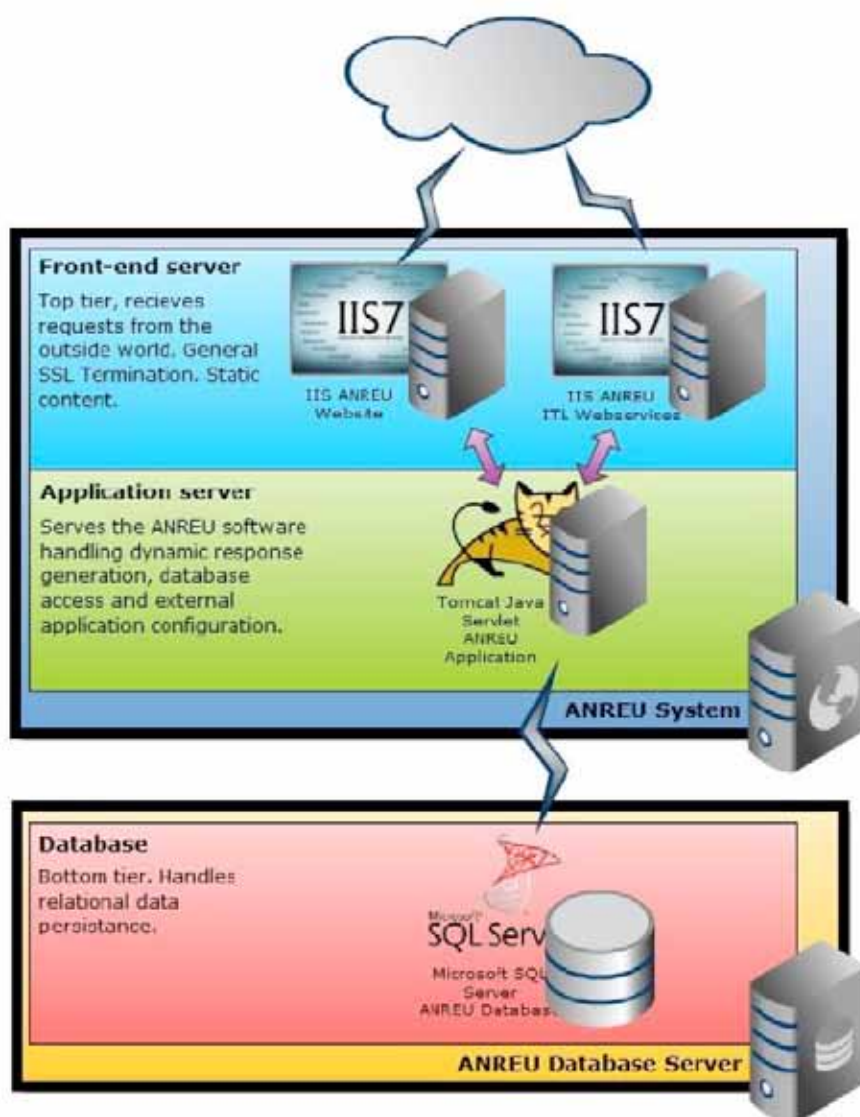 Front-end server
Top tier, recieves
requests from the
outside world. General
SSL Termination. Static
content.
IIS7
IIS ANREU
Website
IIS7
IIS ANREU
ITL Webservices
Application server
Serves the ANREU software
handling dynamic response
generation, database
access and external
application configuration.
Tomcat Java
Servlet
ANREU
Application
ANREU System
Database
Bottom tier. Handles
relational data
persistance.
Microsoft
SQL Serv
Microsoft SQL
Server
ANREU Database
ANREU Database Server